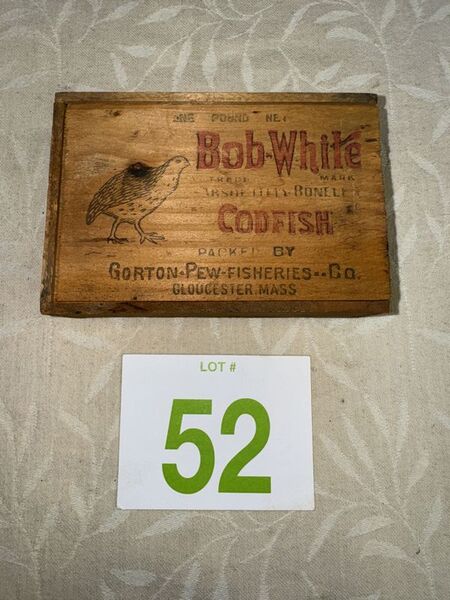 ONE POUND NET
Bob-White
TRADE MARK
ABSOLUTELY BONELESS
CODFISH
PACKED BY
GORTON-PEW-FISHERIES--CO.
GLOUCESTER, MASS
LOT #
52